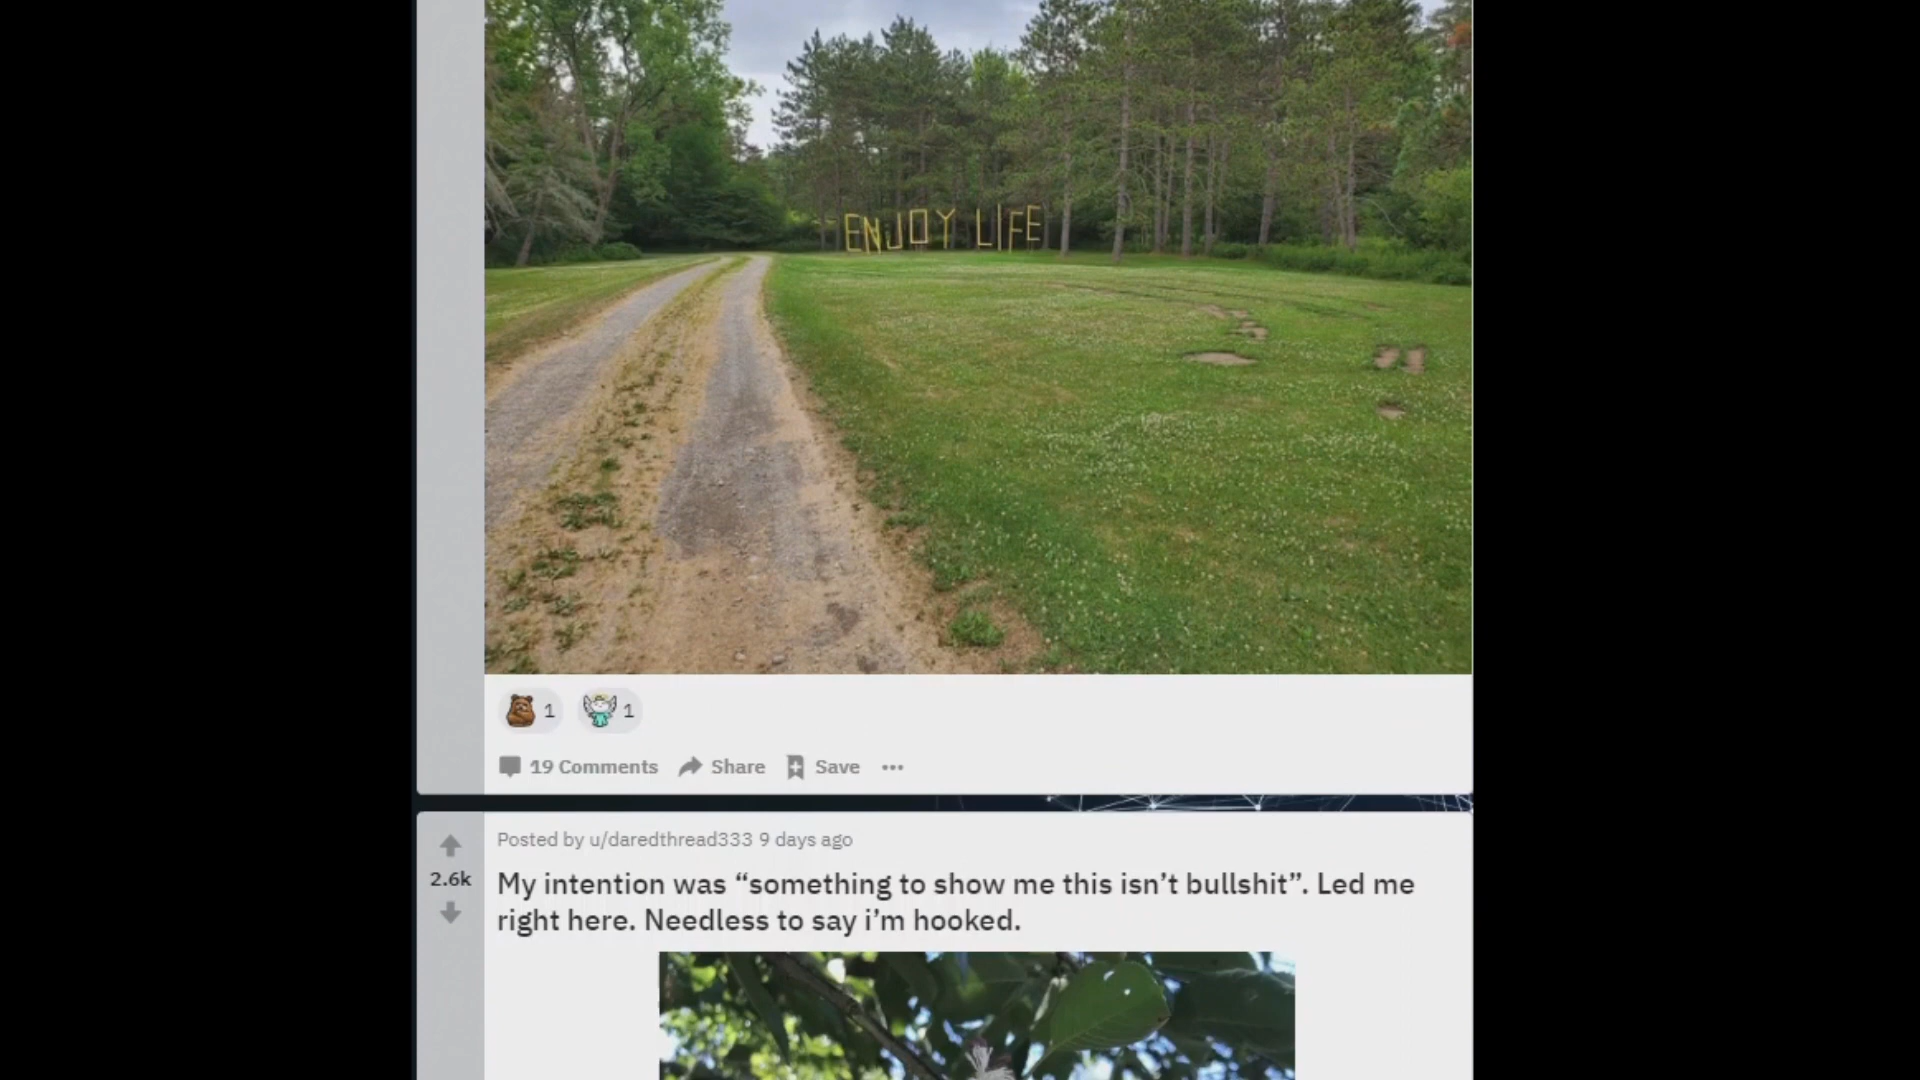 ENJOY LIFE
1 1
19 Comments Share Save
Posted by u/daredthread333 9 days ago
2.6k
My intention was “something to show me this isn’t bullshit”. Led me
right here. Needless to say i’m hooked.